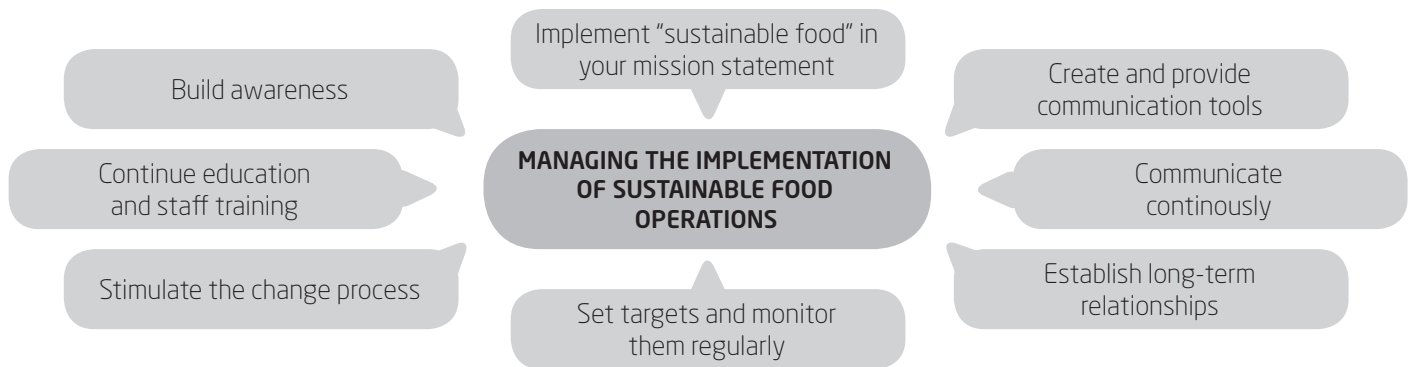 Implement “sustainable food” in
your mission statement
Build awareness
Create and provide
communication tools
MANAGING THE IMPLEMENTATION
OF SUSTAINABLE FOOD
OPERATIONS
Continue education
and staff training
Communicate
continously
Stimulate the change process
Establish long-term
relationships
Set targets and monitor
them regularly